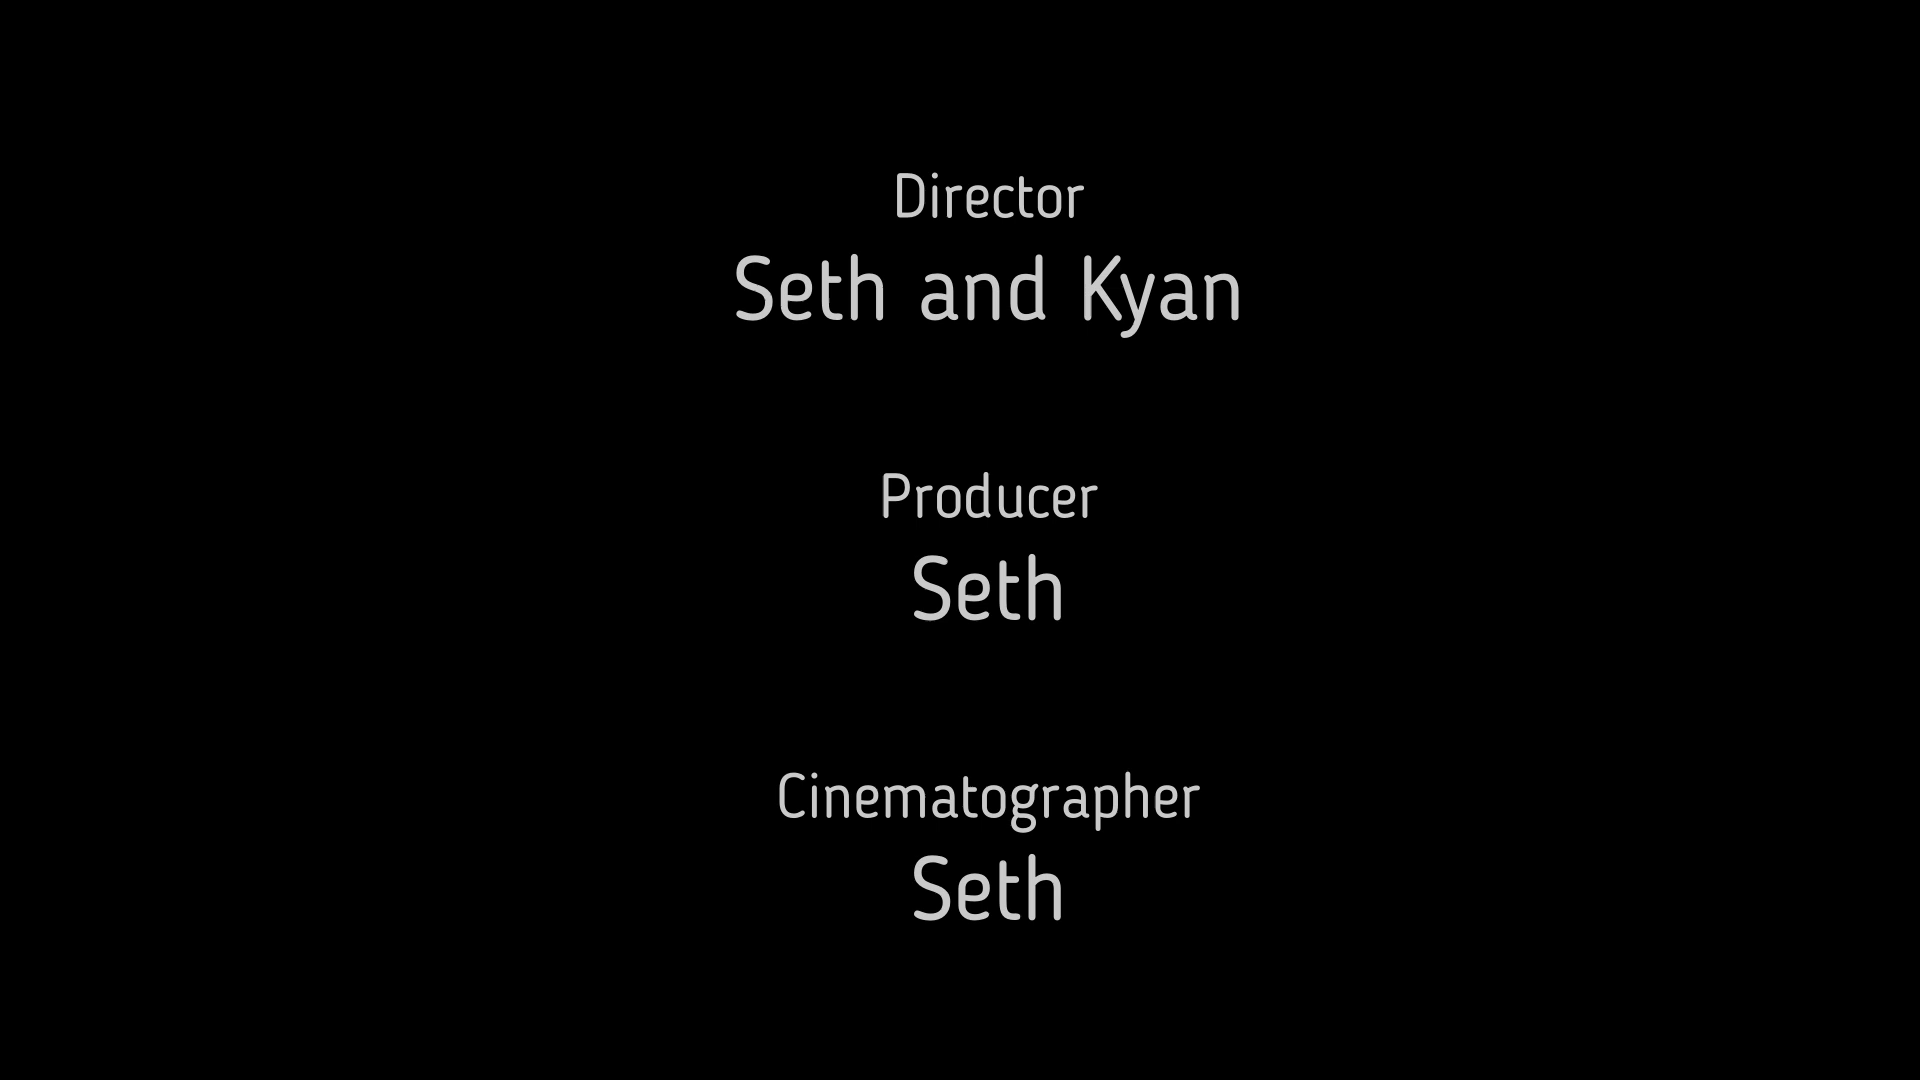 Director
Seth and Kyan
Producer
Seth
Cinematographer
Seth